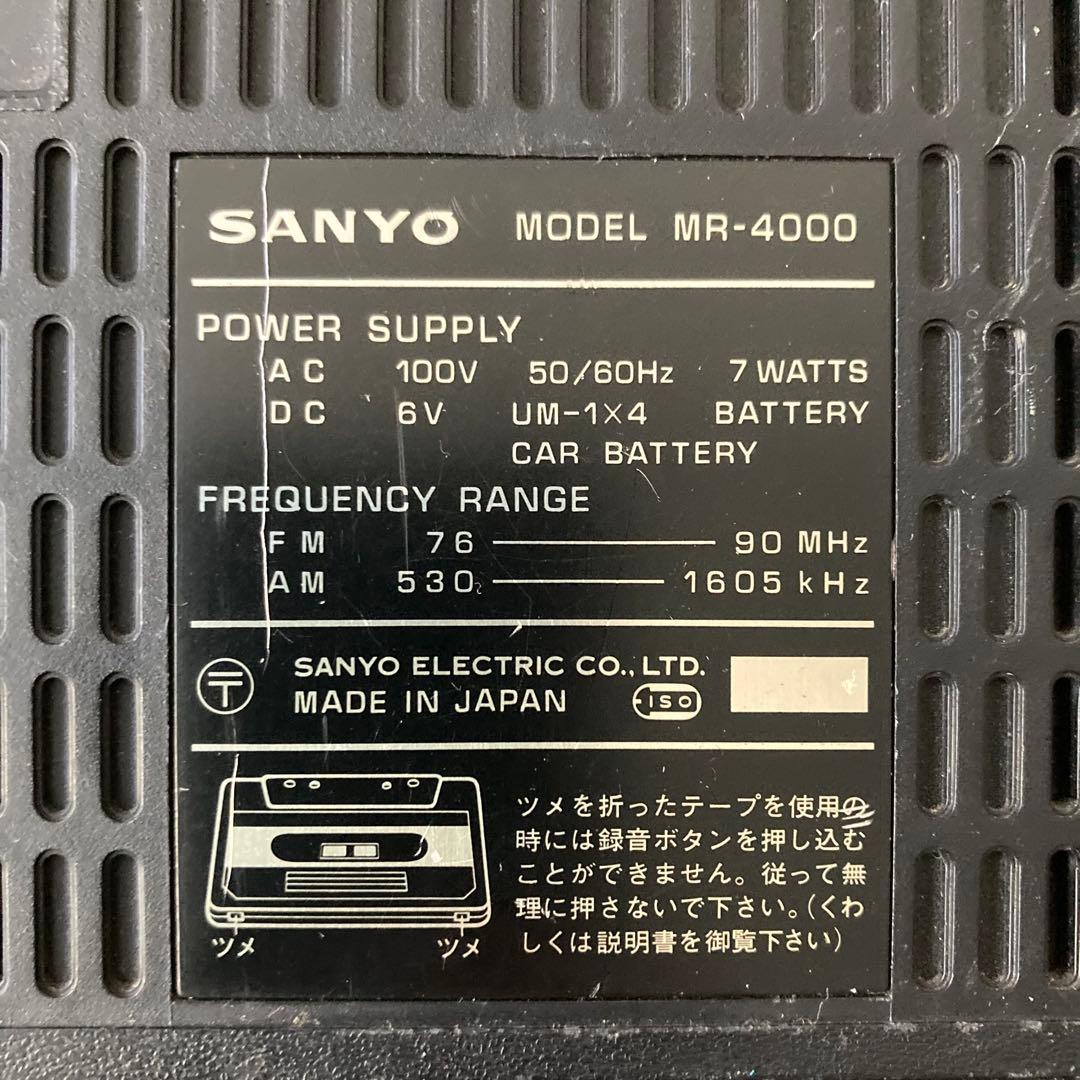 SANYO MODEL MR-4000
POWER SUPPLY
AC 100V 50/60Hz 7 WATTS
DC 6V UM-1×4 BATTERY
CAR BATTERY
FREQUENCY RANGE
FM 76 — 90 MHz
AM 530 — 1605 kHz
〒 SANYO ELECTRIC CO., LTD.
MADE IN JAPAN ISO
ツメを折ったテープを使用の
時には録音ボタンを押し込む
ことができません。従って無
理に押さないで下さい。(くわ
しくは説明書を御覧下さい)
ツメ ツメ